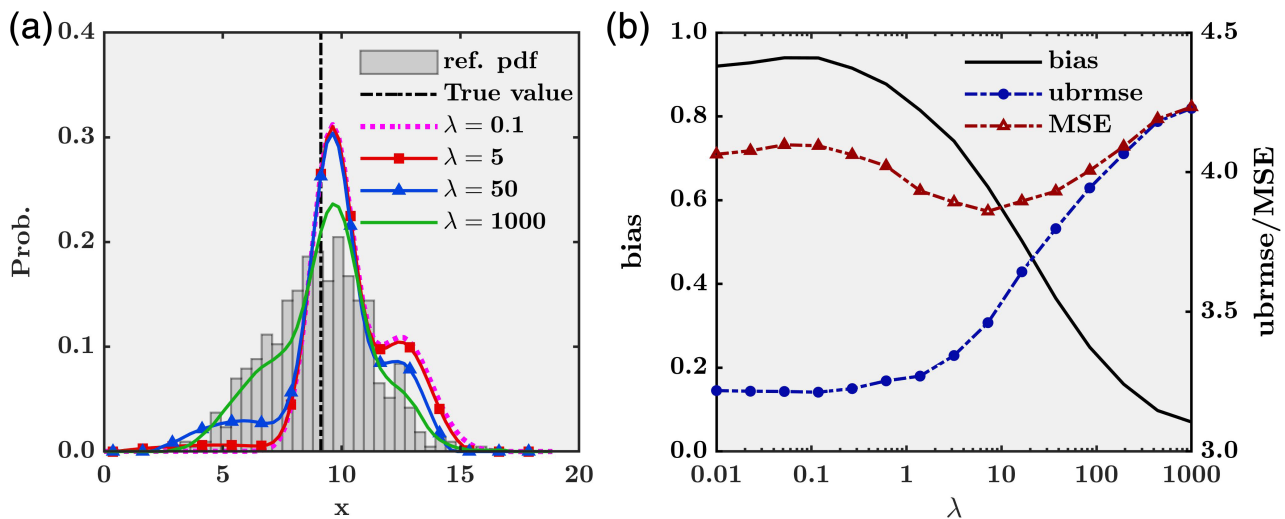 (a)
0.4
0.3
0.2
0.1
0.0
Prob.
0
5
10
15
20
x
ref. pdf
True value
λ = 0.1
λ = 5
λ = 50
λ = 1000
(b)
1.0
0.8
0.6
0.4
0.2
0.0
bias
0.01
0.1
1
10
100
1000
λ
bias
ubrmse
MSE
4.5
4.0
3.5
3.0
ubrmse/MSE